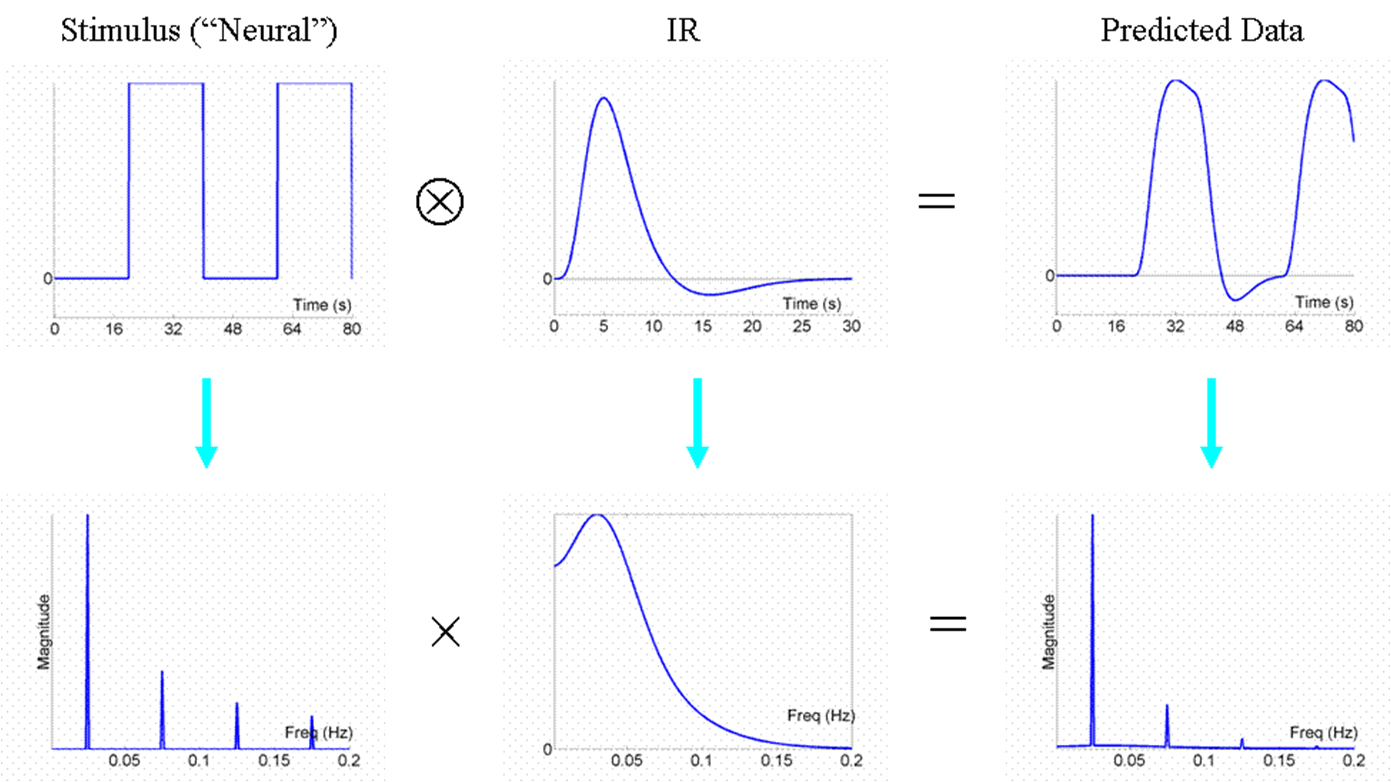 Stimulus (“Neural”)
IR
Predicted Data
0
Time (s)
0 16 32 48 64 80
⊗
0
Time (s)
0 5 10 15 20 25 30
=
0
Time (s)
0 16 32 48 64 80
Magnitude
Freq (Hz)
0.05 0.1 0.15 0.2
×
Freq (Hz)
0
0.05 0.1 0.15 0.2
=
Magnitude
Freq (Hz)
0.05 0.1 0.15 0.2